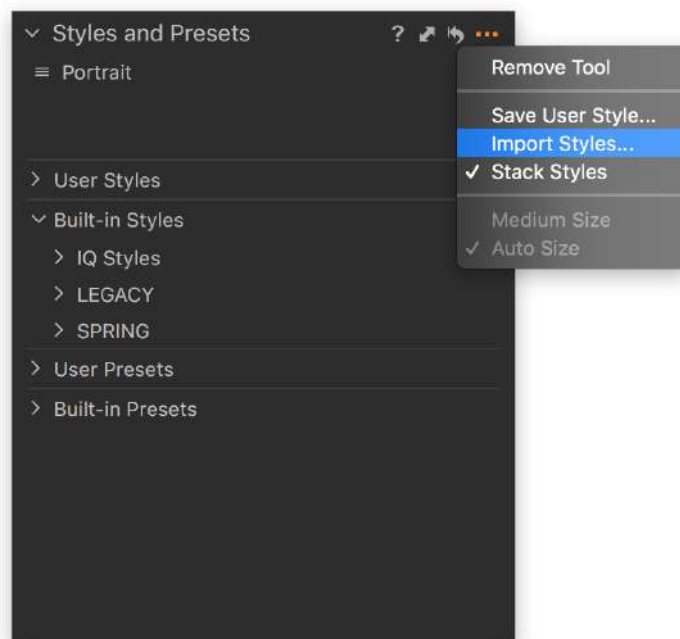 Styles and Presets ?
Portrait
User Styles
Built-in Styles
IQ Styles
LEGACY
SPRING
User Presets
Built-in Presets
Remove Tool
Save User Style...
Import Styles...
Stack Styles
Medium Size
Auto Size